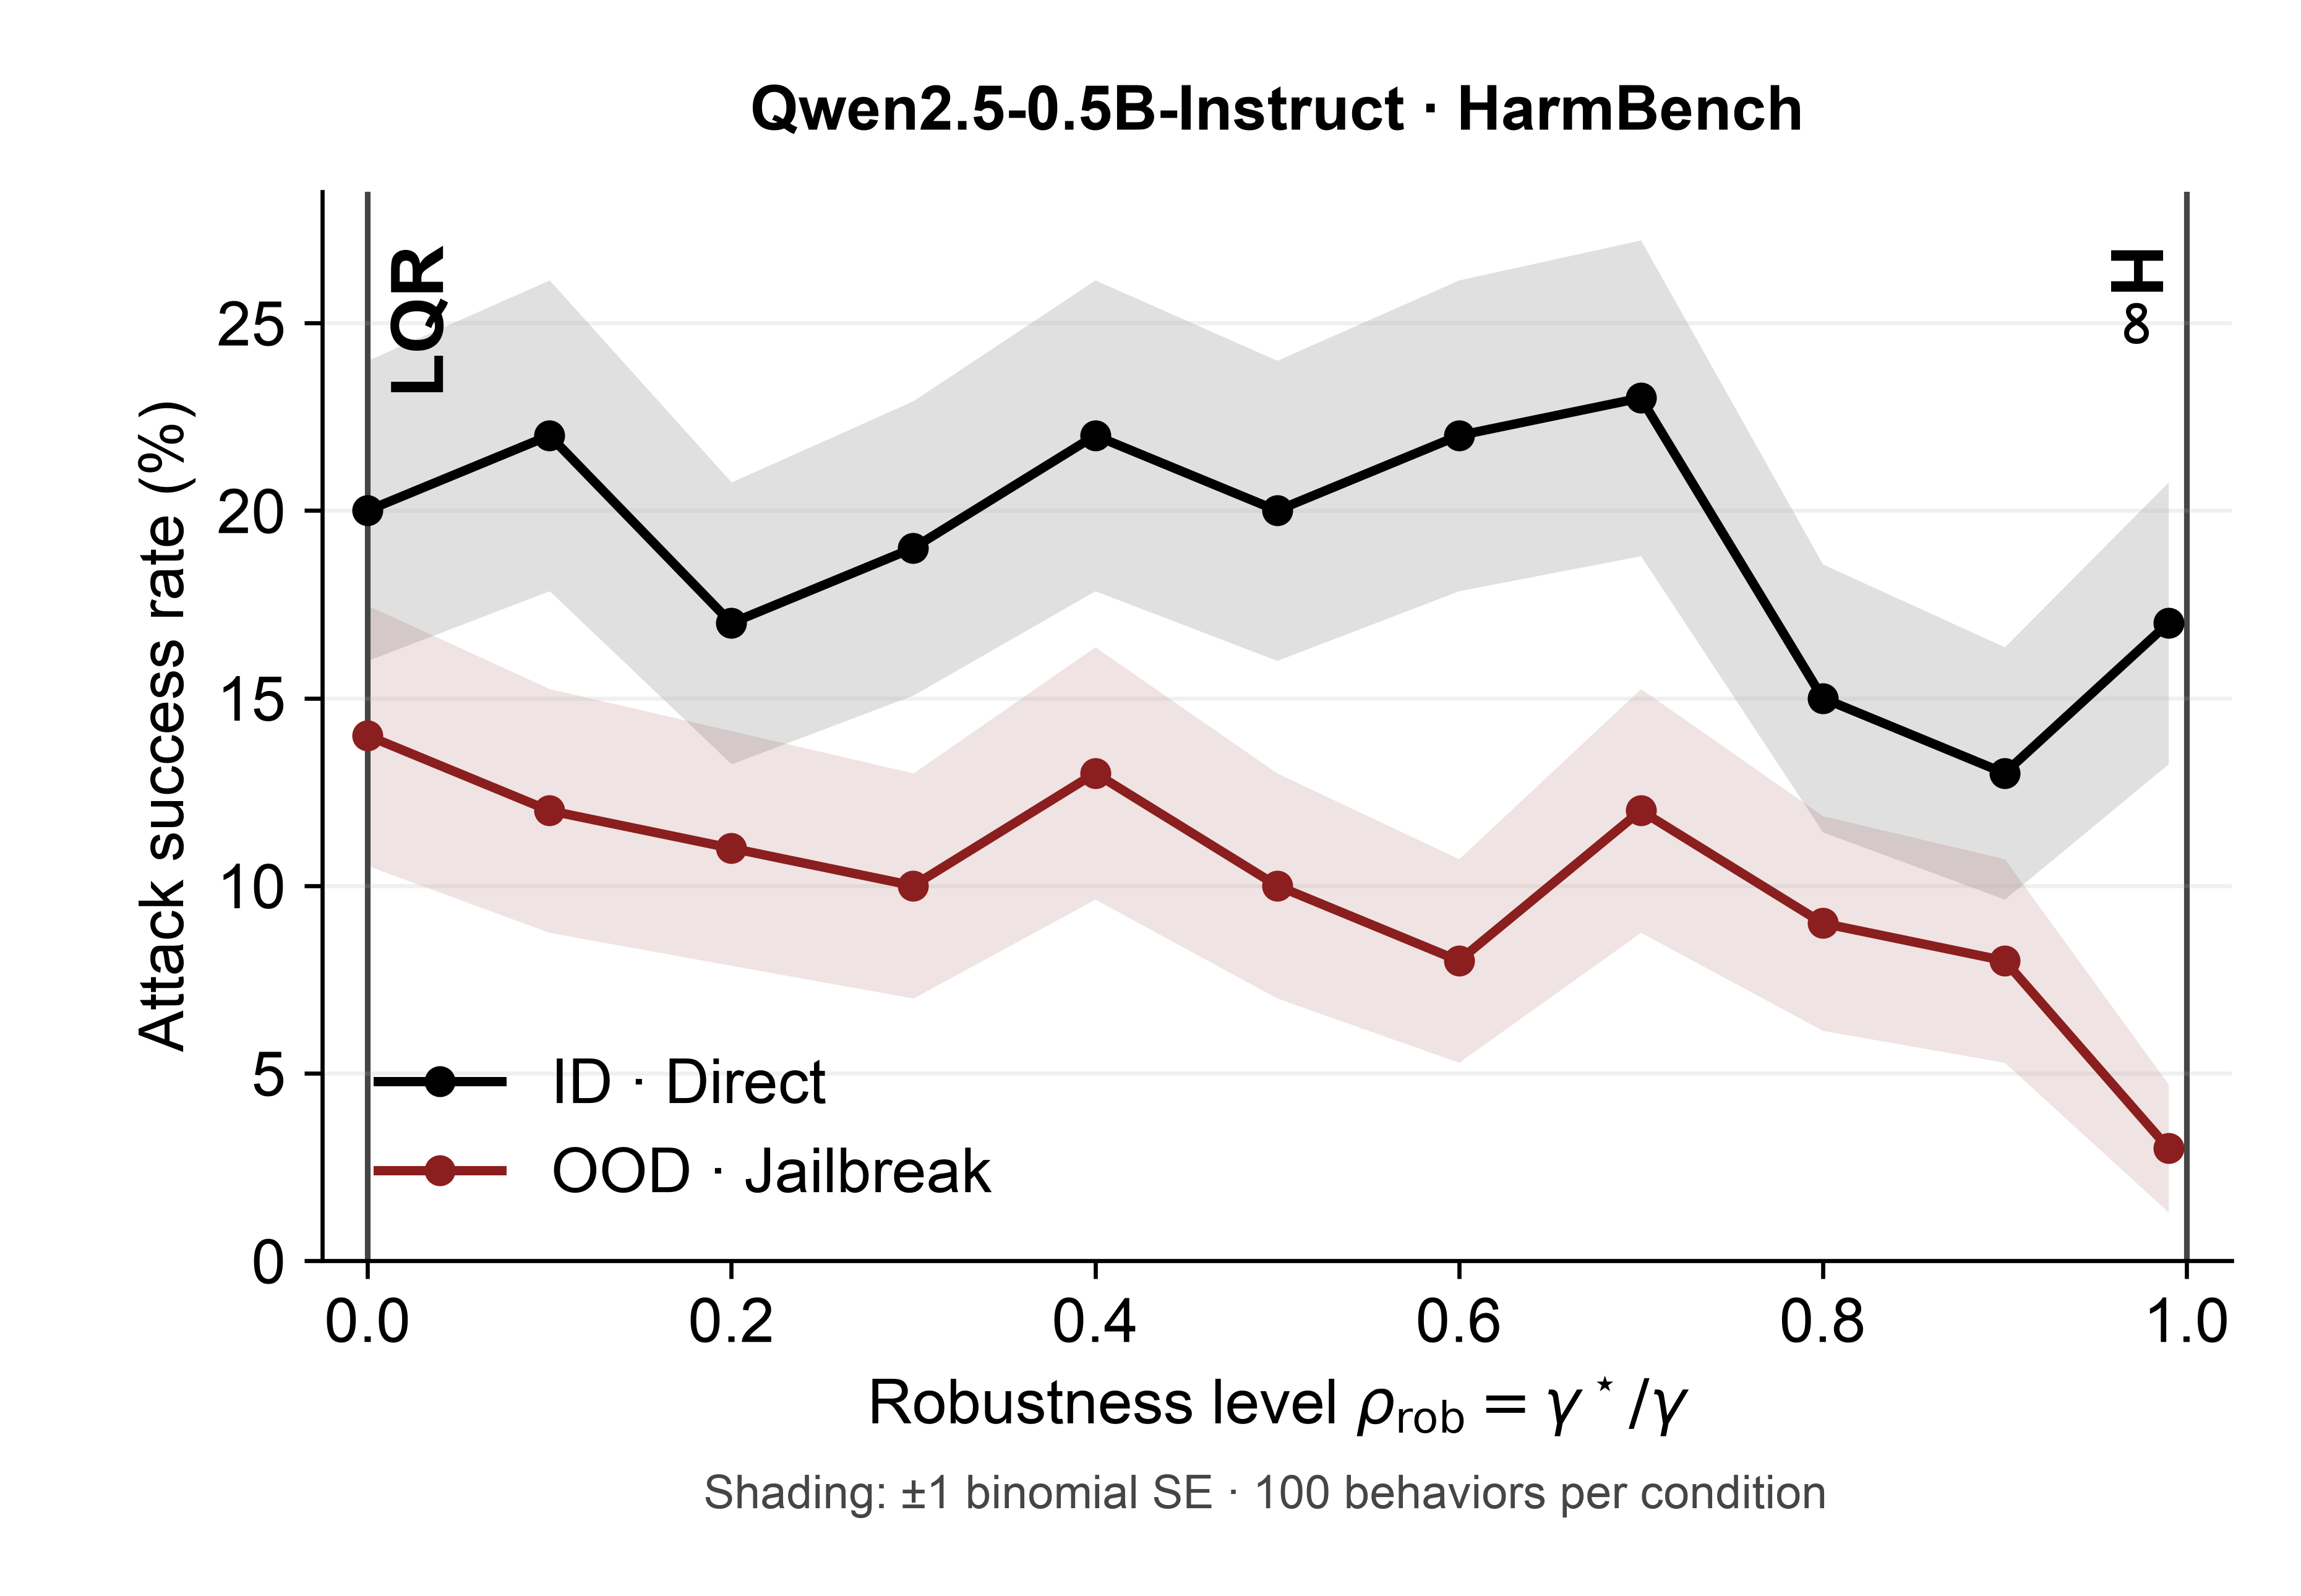 Qwen2.5-0.5B-Instruct · HarmBench
Attack success rate (%)
25
20
15
10
5
0
LQR
H∞
ID · Direct
OOD · Jailbreak
0.0 0.2 0.4 0.6 0.8 1.0
Robustness level ρrob = γ⋆/γ
Shading: ±1 binomial SE · 100 behaviors per condition